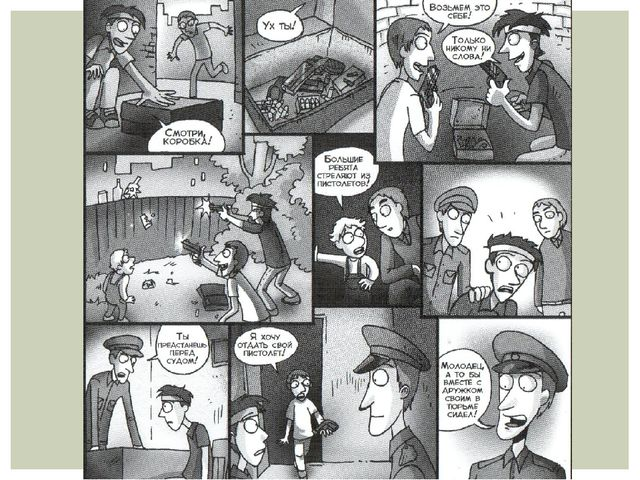 Смотри,
коробка!
Ух ты!
Возьмем это
себе!
Только
никому ни
слова!
Большие
ребята
стреляют из
пистолетов!
Ты
предстанешь
перед
судом!
Я хочу
отдать свой
пистолет!
Молодец,
а то бы
вместе с
дружком
своим в
тюрьме
сидел!